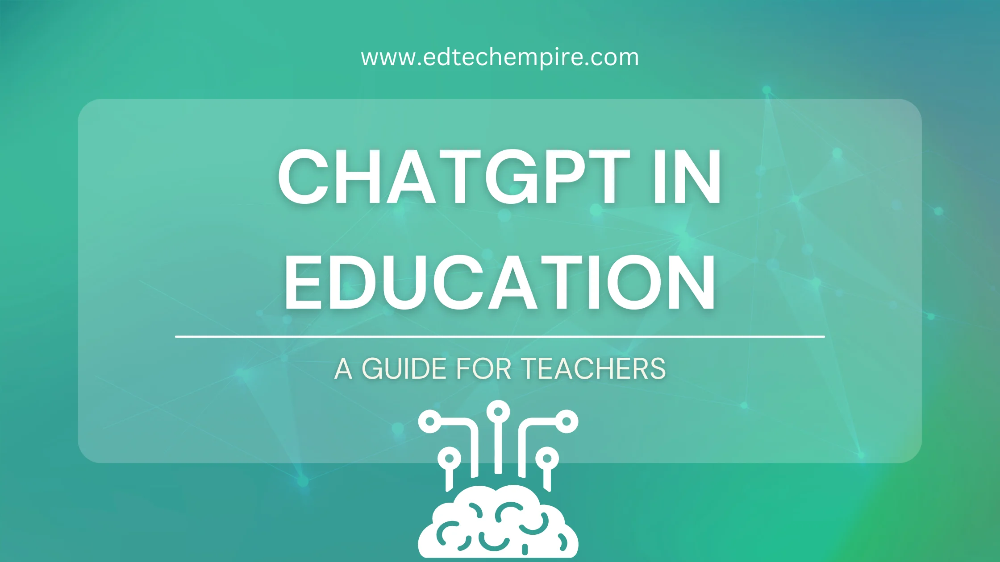 www.edtechempire.com
CHATGPT IN
EDUCATION
A GUIDE FOR TEACHERS